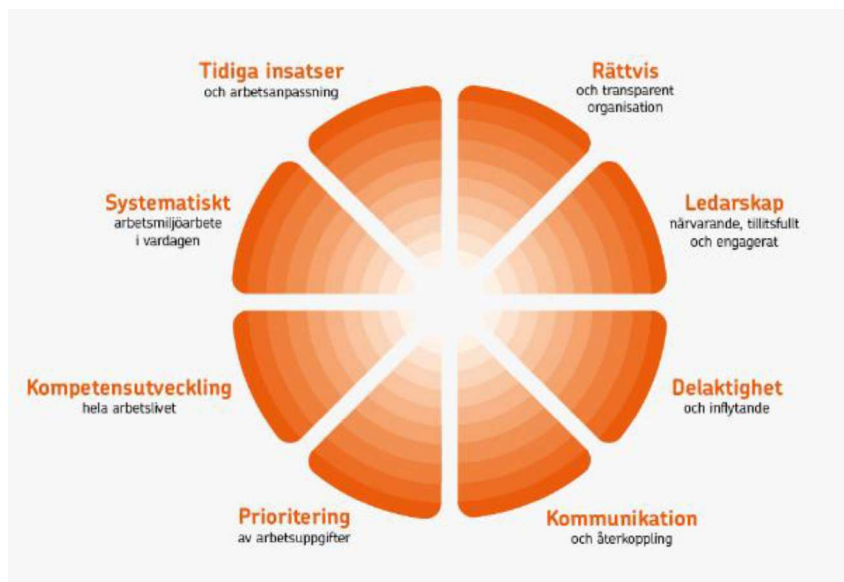 Tidiga insatser
och arbetsanpassning
Rättvis
och transparent
organisation
Systematiskt
arbetsmiljöarbete
i vardagen
Ledarskap
närvarande, tillitsfullt
och engagerat
Kompetensutveckling
hela arbetslivet
Delaktighet
och inflytande
Prioritering
av arbetsuppgifter
Kommunikation
och återkoppling